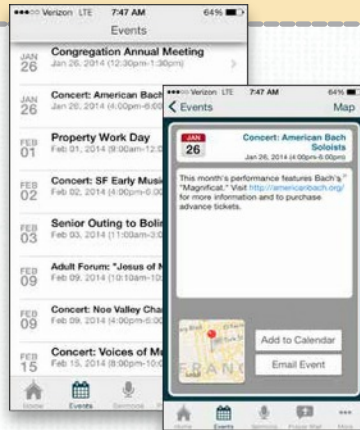 Verizon LTE 7:47 AM 64%
Events
JAN 26
Congregation Annual Meeting
Jan 26, 2014 (12:30pm-1:30pm)
JAN 26
Concert: American Bach
Jan 26, 2014 (4:00pm-6:00
FEB 01
Property Work Day
Feb 01, 2014 (9:00am-12:0
FEB 02
Concert: SF Early Music
Feb 02, 2014 (4:00pm-6:00
FEB 03
Senior Outing to Bolin
Feb 03, 2014 (11:00am-3:0
FEB 09
Adult Forum: "Jesus of N
Feb 09, 2014 (10:10am-10:
FEB 09
Concert: Noe Valley Cha
Feb 09, 2014 (4:00pm-6:00
FEB 15
Concert: Voices of Mu
Feb 15, 2014 (8:00pm-10:0
Home Events Sermons
Verizon LTE 7:47 AM 64%
Events Map
JAN 26
Concert: American Bach
Soloists
Jan 26, 2014 (4:00pm-6:00pm)
This month's performance features Bach's
"Magnificat." Visit http://americanbach.org/
for more information and to purchase
advance tickets.
Add to Calendar
Email Event
Home Events Sermons Prayer Wall More